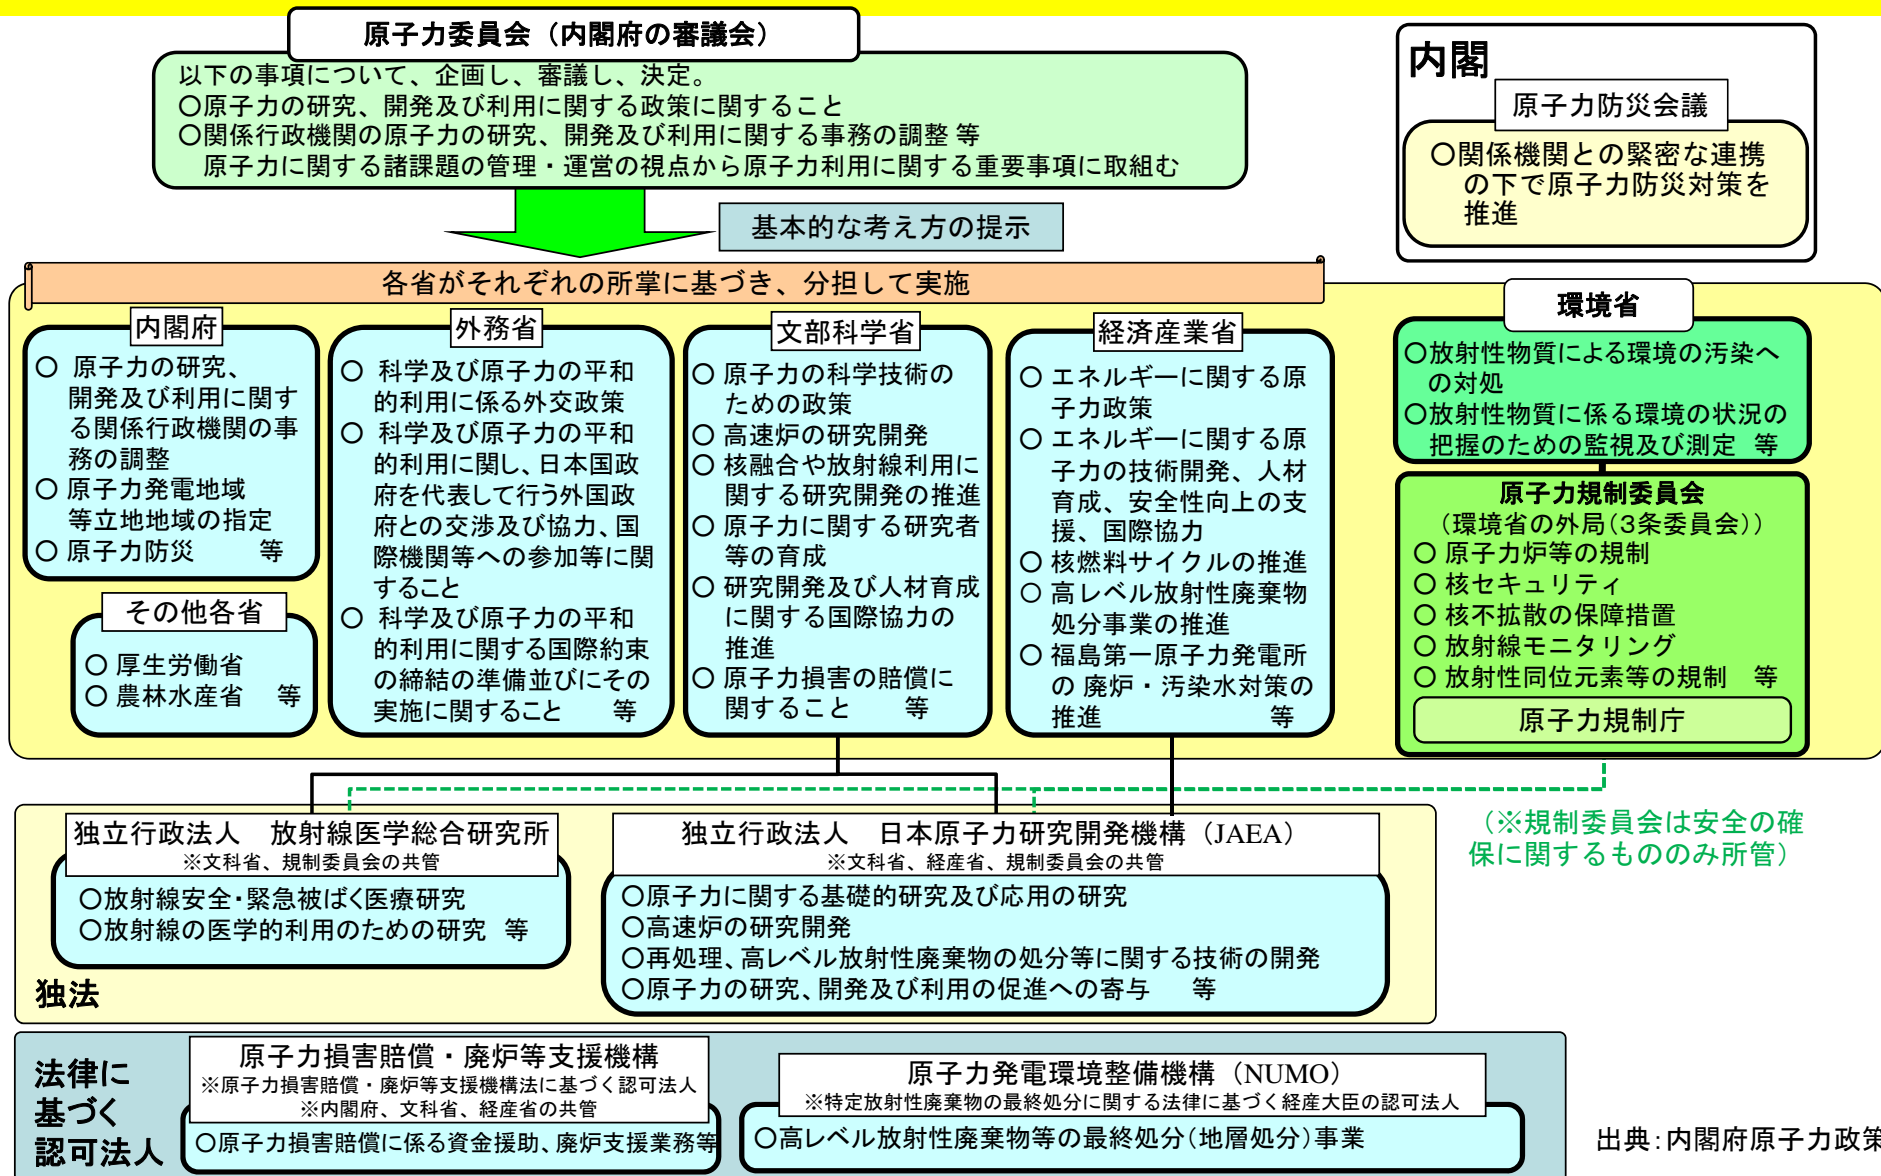 原子力委員会（内閣府の審議会）
以下の事項について、企画し、審議し、決定。
○原子力の研究、開発及び利用に関する政策に関すること
○関係行政機関の原子力の研究、開発及び利用に関する事務の調整 等
原子力に関する諸課題の管理・運営の視点から原子力利用に関する重要事項に取組む
基本的な考え方の提示
内閣
原子力防災会議
○関係機関との緊密な連携
の下で原子力防災対策を
推進
各省がそれぞれの所掌に基づき、分担して実施
内閣府
○ 原子力の研究、
開発及び利用に関す
る関係行政機関の事
務の調整
○ 原子力発電地域
等立地地域の指定
○ 原子力防災 等
その他各省
○ 厚生労働省
○ 農林水産省 等
外務省
○ 科学及び原子力の平和
的利用に係る外交政策
○ 科学及び原子力の平和
的利用に関し、日本国政
府を代表して行う外国政
府との交渉及び協力、国
際機関等への参加等に関
すること
○ 科学及び原子力の平和
的利用に関する国際約束
の締結の準備並びにその
実施に関すること 等
文部科学省
○ 原子力の科学技術の
ための政策
○ 高速炉の研究開発
○ 核融合や放射線利用に
関する研究開発の推進
○ 原子力に関する研究者
等の育成
○ 研究開発及び人材育成
に関する国際協力の
推進
○ 原子力損害の賠償に
関すること 等
経済産業省
○ エネルギーに関する原
子力政策
○ エネルギーに関する原
子力の技術開発、人材
育成、安全性向上の支
援、国際協力
○ 核燃料サイクルの推進
○ 高レベル放射性廃棄物
処分事業の推進
○ 福島第一原子力発電所
の 廃炉・汚染水対策の
推進 等
環境省
○放射性物質による環境の汚染へ
の対処
○放射性物質に係る環境の状況の
把握のための監視及び測定 等
原子力規制委員会
（環境省の外局（3条委員会））
○ 原子力炉等の規制
○ 核セキュリティ
○ 核不拡散の保障措置
○ 放射線モニタリング
○ 放射性同位元素等の規制 等
原子力規制庁
（※規制委員会は安全の確
保に関するもののみ所管）
独立行政法人 放射線医学総合研究所
※文科省、規制委員会の共管
○放射線安全・緊急被ばく医療研究
○放射線の医学的利用のための研究 等
独立行政法人 日本原子力研究開発機構（JAEA）
※文科省、経産省、規制委員会の共管
○原子力に関する基礎的研究及び応用の研究
○高速炉の研究開発
○再処理、高レベル放射性廃棄物の処分等に関する技術の開発
○原子力の研究、開発及び利用の促進への寄与 等
独法
法律に
基づく
認可法人
原子力損害賠償・廃炉等支援機構
※原子力損害賠償・廃炉等支援機構法に基づく認可法人
※内閣府、文科省、経産省の共管
○原子力損害賠償に係る資金援助、廃炉支援業務等
原子力発電環境整備機構（NUMO）
※特定放射性廃棄物の最終処分に関する法律に基づく経産大臣の認可法人
○高レベル放射性廃棄物等の最終処分（地層処分）事業
出典：内閣府原子力政策